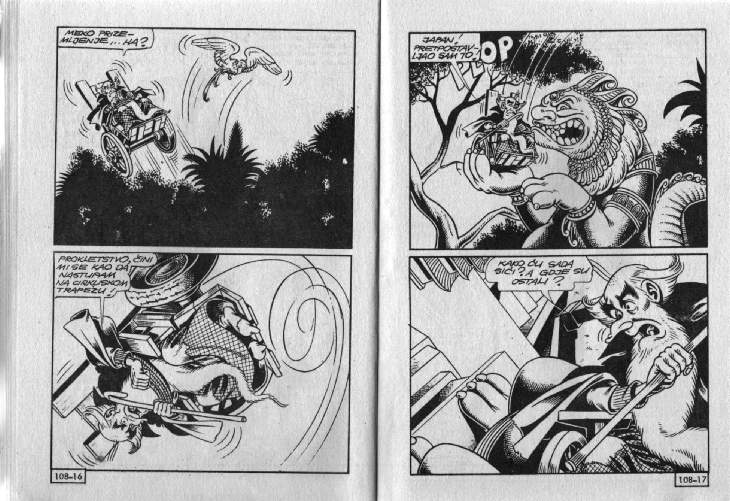 MEKO PRIZE-
MLJENJE,...HA?
PROKLETSTVO, ČINI
MI SE KAO DA
NASTUPAM
NA CIRKUSKOM
TRAPEZU!
108-16
JAPAN!
PRETPOSTAV-
LJAO SAM TO.
OP
KAKO ĆU SADA
SIĆI? A GDJE SU
OSTALI?
108-17